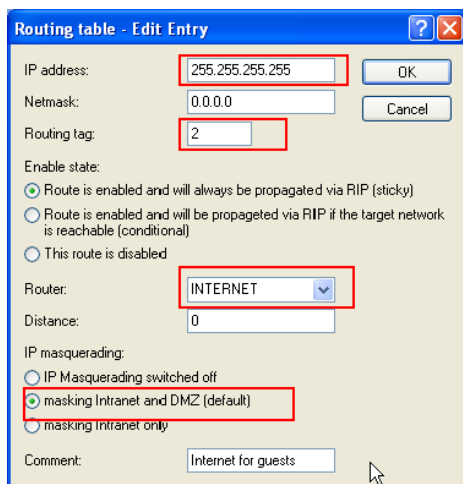 Routing table - Edit Entry
IP address: 255.255.255.255 OK
Netmask: 0.0.0.0 Cancel
Routing tag: 2
Enable state:
Route is enabled and will always be propagated via RIP (sticky)
Route is enabled and will be propageted via RIP if the target network
is reachable (conditional)
This route is disabled
Router: INTERNET
Distance: 0
IP masquerading:
IP Masquerading switched off
masking Intranet and DMZ (default)
masking Intranet only
Comment: Internet for guests